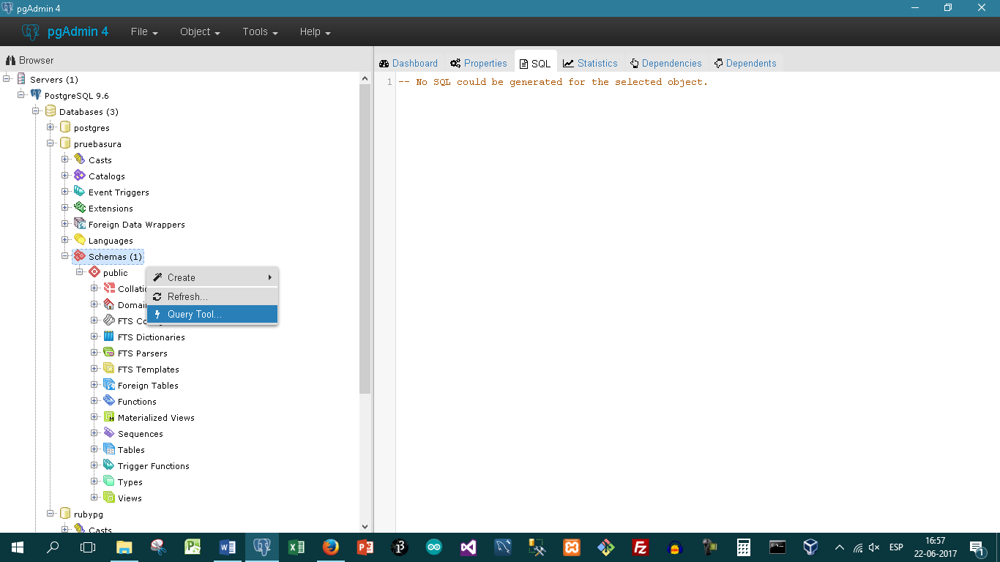 pgAdmin 4
pgAdmin 4
File
Object
Tools
Help
Browser
Servers (1)
PostgreSQL 9.6
Databases (3)
postgres
pruebasura
Casts
Catalogs
Event Triggers
Extensions
Foreign Data Wrappers
Languages
Schemas (1)
public
Collati
Domai
FTS Co
FTS Dictionaries
FTS Parsers
FTS Templates
Foreign Tables
Functions
Materialized Views
Sequences
Tables
Trigger Functions
Types
Views
rubypg
Casts
Create
Refresh...
Query Tool...
Dashboard
Properties
SQL
Statistics
Dependencies
Dependents
1 -- No SQL could be generated for the selected object.
ESP
16:57
22-06-2017
1